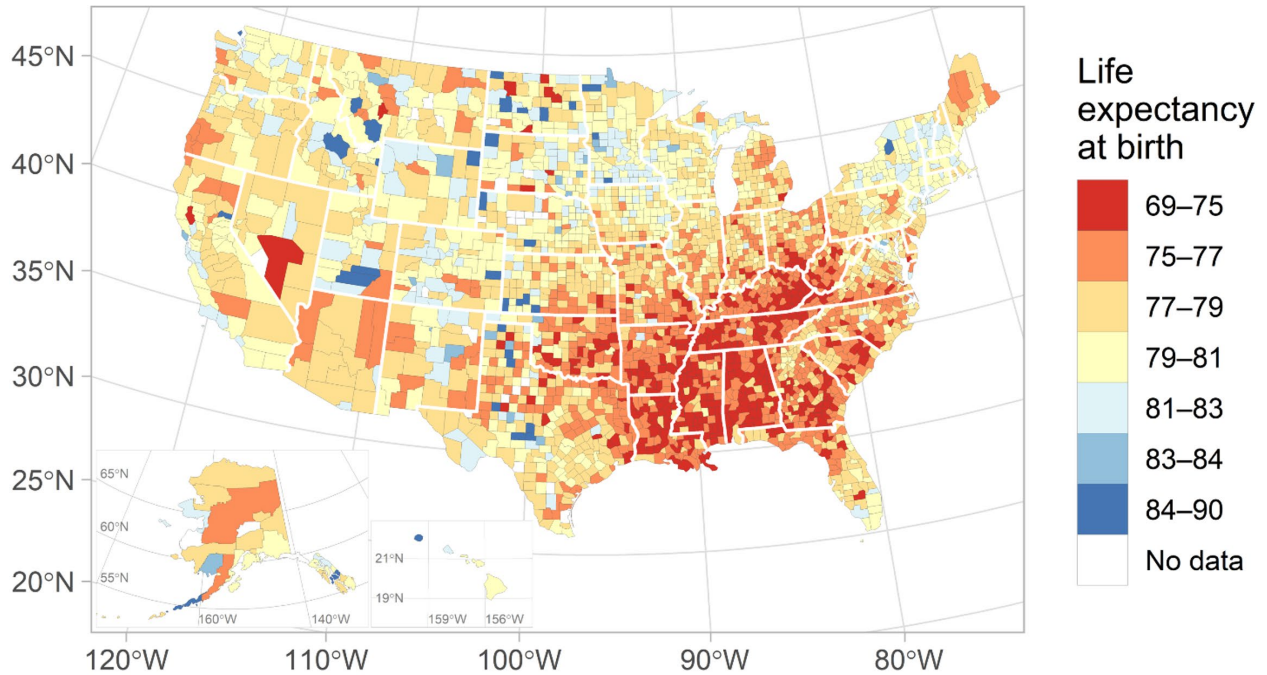 45°N
40°N
35°N
30°N
25°N
20°N
120°W
110°W
100°W
90°W
80°W
65°N
60°N
55°N
160°W
140°W
21°N
19°N
159°W
156°W
Life
expectancy
at birth
69–75
75–77
77–79
79–81
81–83
83–84
84–90
No data